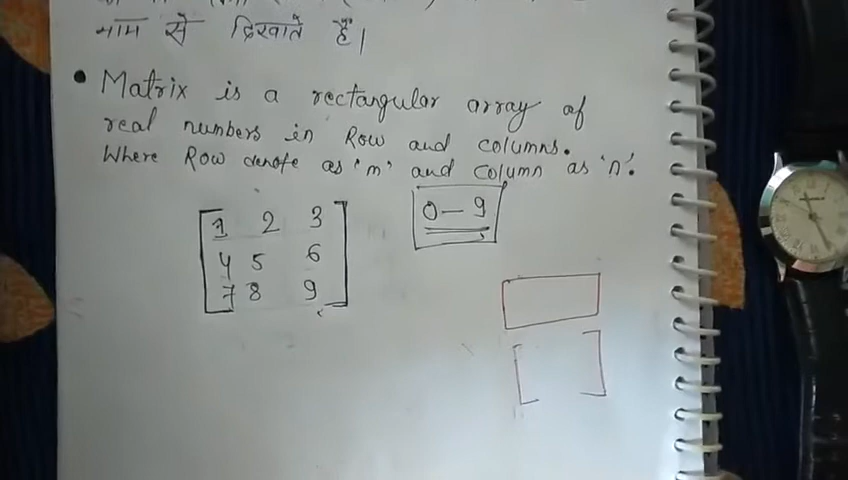 नाम से दिखाते हैं।
• Matrix is a rectangular array of
real numbers in Row and columns.
Where Row denote as 'm' and column as 'n'.
1 2 3
4 5 6
7 8 9
0 — 9